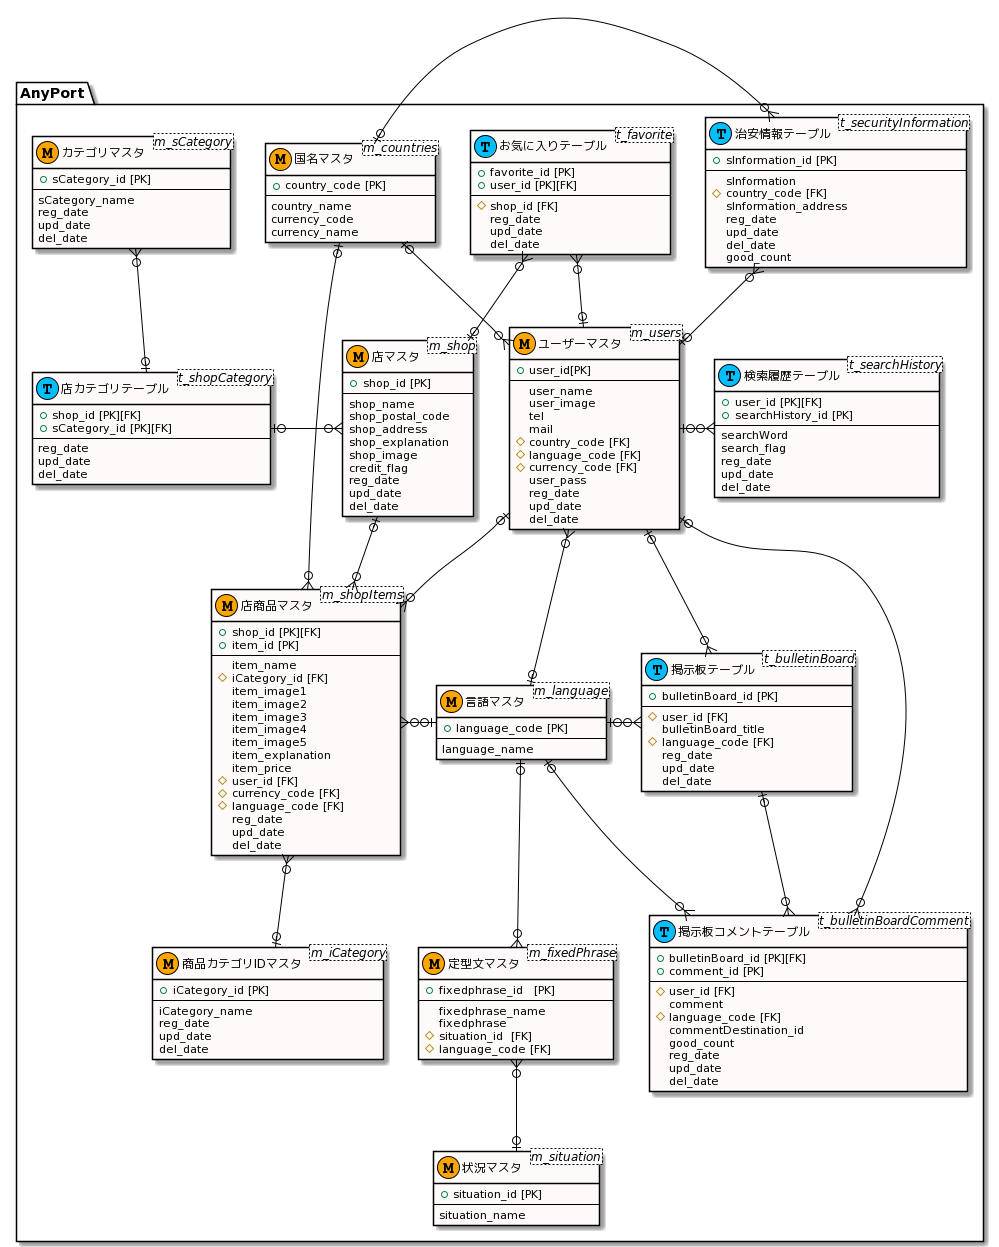 AnyPort
M カテゴリマスタ
m_sCategory
sCategory_id [PK]
sCategory_name
reg_date
upd_date
del_date
M 国名マスタ
m_countries
country_code [PK]
country_name
currency_code
currency_name
T お気に入りテーブル
t_favorite
favorite_id [PK]
user_id [PK][FK]
shop_id [FK]
reg_date
upd_date
del_date
T 治安情報テーブル
t_securityInformation
sInformation_id [PK]
sInformation
country_code [FK]
sInformation_address
reg_date
upd_date
del_date
good_count
T 店カテゴリテーブル
t_shopCategory
shop_id [PK][FK]
sCategory_id [PK][FK]
reg_date
upd_date
del_date
M 店マスタ
m_shop
shop_id [PK]
shop_name
shop_postal_code
shop_address
shop_explanation
shop_image
credit_flag
reg_date
upd_date
del_date
M ユーザーマスタ
m_users
user_id[PK]
user_name
user_image
tel
mail
country_code [FK]
language_code [FK]
currency_code [FK]
user_pass
reg_date
upd_date
del_date
T 検索履歴テーブル
t_searchHistory
user_id [PK][FK]
searchHistory_id [PK]
searchWord
search_flag
reg_date
upd_date
del_date
M 店商品マスタ
m_shopItems
shop_id [PK][FK]
item_id [PK]
item_name
iCategory_id [FK]
item_image1
item_image2
item_image3
item_image4
item_image5
item_explanation
item_price
user_id [FK]
currency_code [FK]
language_code [FK]
reg_date
upd_date
del_date
M 言語マスタ
m_language
language_code [PK]
language_name
T 掲示板テーブル
t_bulletinBoard
bulletinBoard_id [PK]
user_id [FK]
bulletinBoard_title
language_code [FK]
reg_date
upd_date
del_date
M 商品カテゴリIDマスタ
m_iCategory
iCategory_id [PK]
iCategory_name
reg_date
upd_date
del_date
M 定型文マスタ
m_fixedPhrase
fixedphrase_id [PK]
fixedphrase_name
fixedphrase
situation_id [FK]
language_code [FK]
T 掲示板コメントテーブル
t_bulletinBoardComment
bulletinBoard_id [PK][FK]
comment_id [PK]
user_id [FK]
comment
language_code [FK]
commentDestination_id
good_count
reg_date
upd_date
del_date
M 状況マスタ
m_situation
situation_id [PK]
situation_name